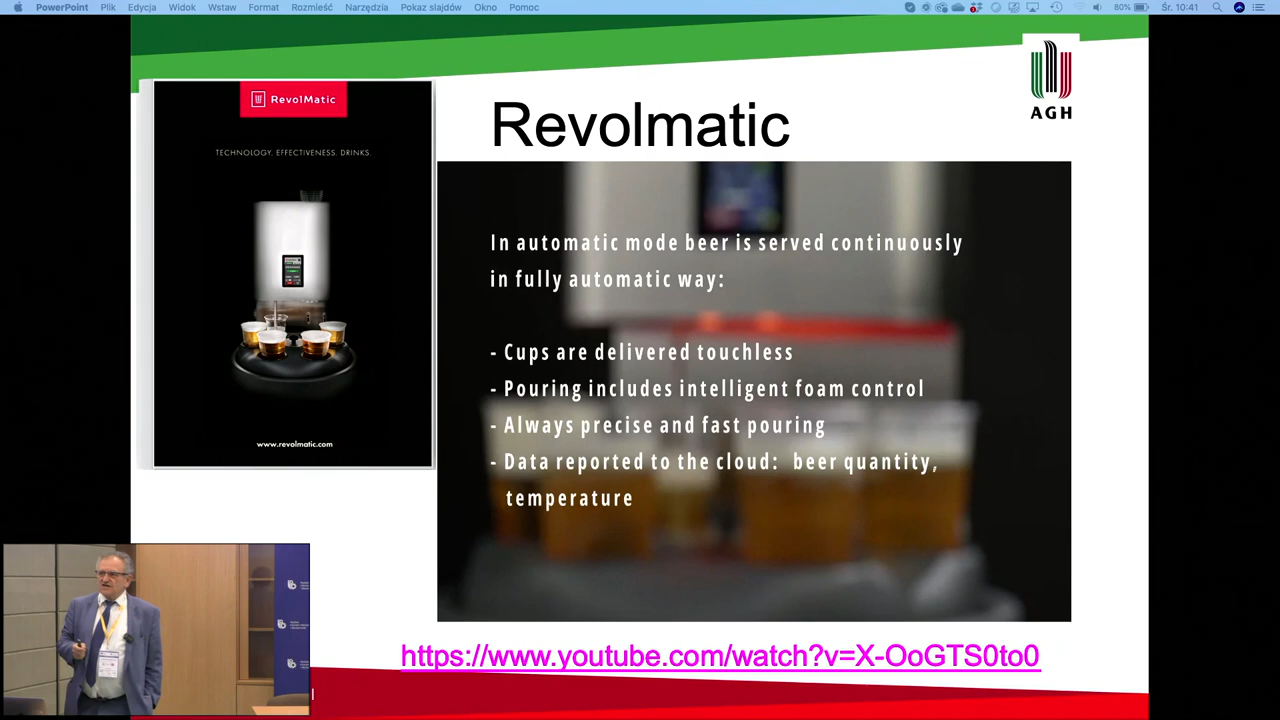 PowerPoint Plik Edycja Widok Wstaw Format Rozmieść Narzędzia Pokaz slajdów Okno Pomoc 80% Śr. 10:41
RevolMatic
TECHNOLOGY. EFFECTIVENESS. DRINKS.
www.revolmatic.com
AGH
Revolmatic
In automatic mode beer is served continuously
in fully automatic way:
- Cups are delivered touchless
- Pouring includes intelligent foam control
- Always precise and fast pouring
- Data reported to the cloud: beer quantity,
temperature
https://www.youtube.com/watch?v=X-OoGTS0to0